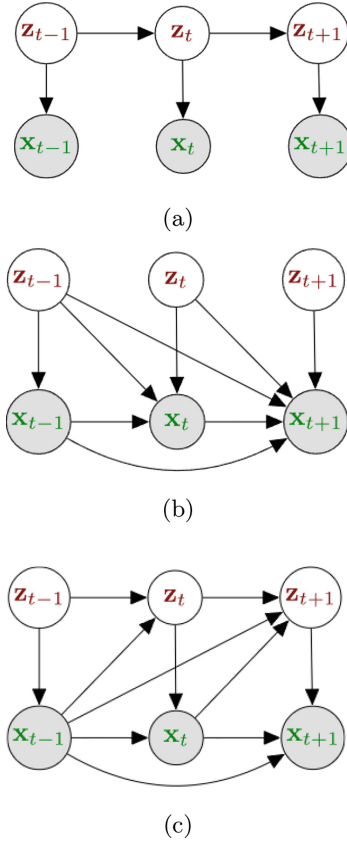 z_{t−1} z_t z_{t+1}
x_{t−1} x_t x_{t+1}
(a)
z_{t−1} z_t z_{t+1}
x_{t−1} x_t x_{t+1}
(b)
z_{t−1} z_t z_{t+1}
x_{t−1} x_t x_{t+1}
(c)